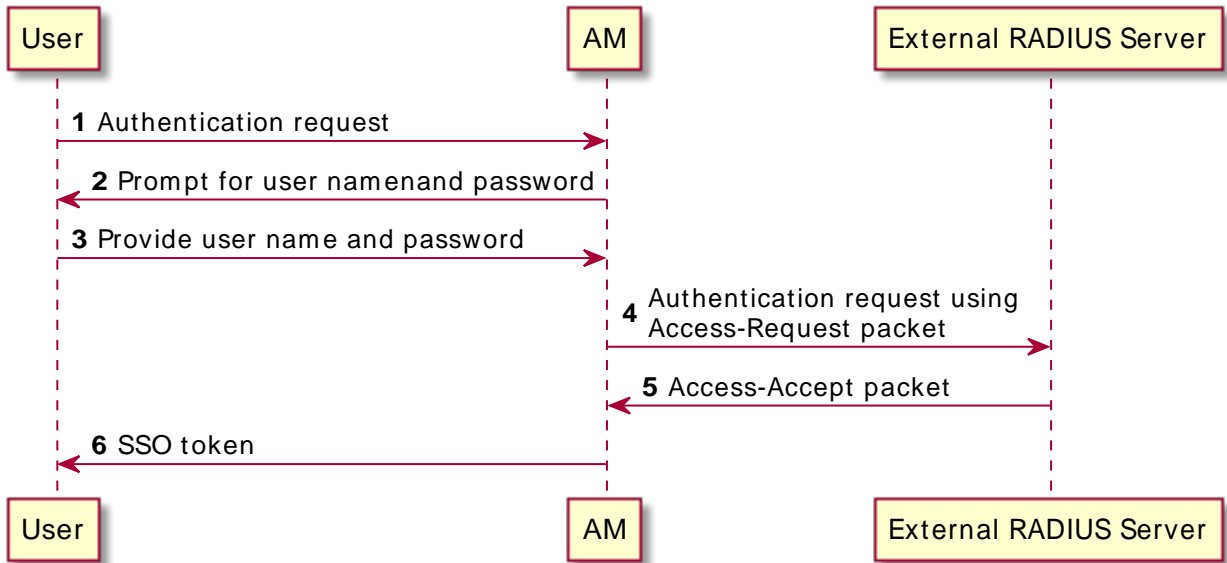 User
AM
External RADIUS Server
1 Authentication request
2 Prompt for user namenand password
3 Provide user name and password
4 Authentication request using
Access-Request packet
5 Access-Accept packet
6 SSO token
User
AM
External RADIUS Server